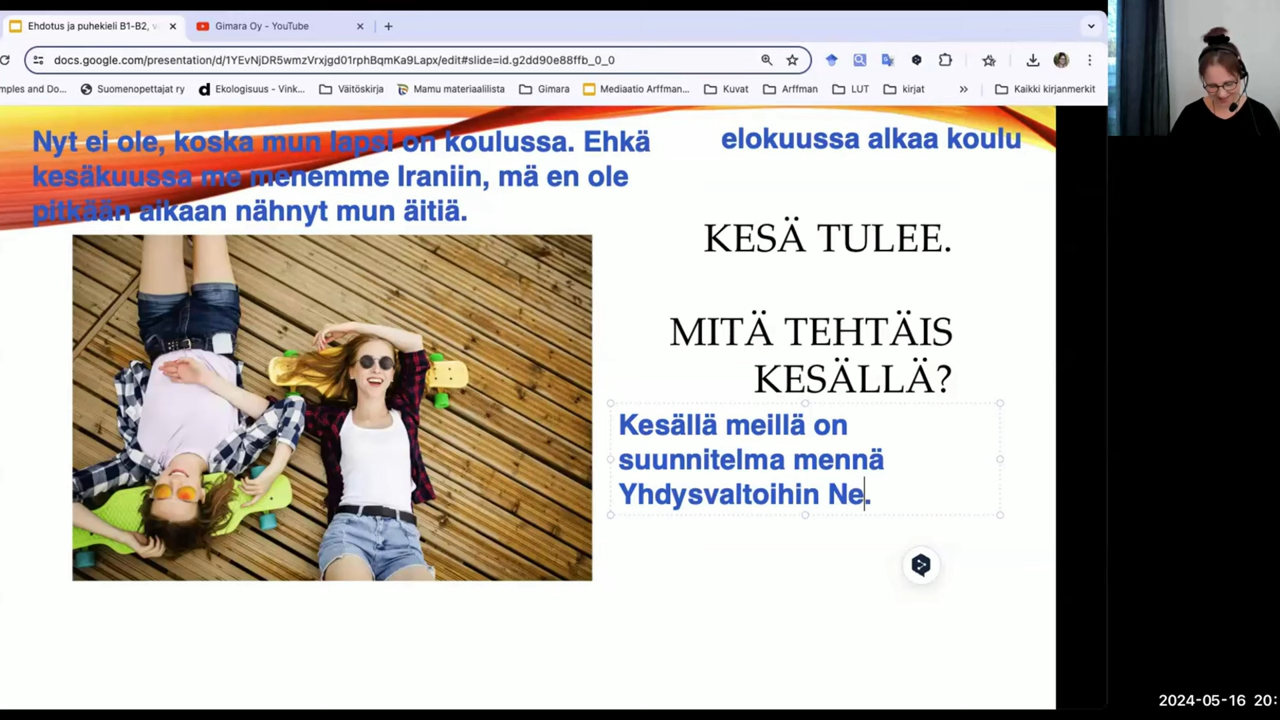 Ehdotus ja puhekieli B1-B2, v
Gimara Oy - YouTube
docs.google.com/presentation/d/1YEvNjDR5wmzVrxjgd01rphBqmKa9Lapx/edit#slide=id.g2dd90e88ffb_0_0
mples and Do...
Suomenopettajat ry
Ekologisuus - Vink...
Väitöskirja
Mamu materiaalilista
Gimara
Mediaatio Arffman...
Kuvat
Arffman
LUT
kirjat
Kaikki kirjanmerkit
Nyt ei ole, koska mun lapsi on koulussa. Ehkä
kesäkuussa me menemme Iraniin, mä en ole
pitkään aikaan nähnyt mun äitiä.
elokuussa alkaa koulu
KESÄ TULEE.
MITÄ TEHTÄIS
KESÄLLÄ?
Kesällä meillä on
suunnitelma mennä
Yhdysvaltoihin Ne.
2024-05-16 20: